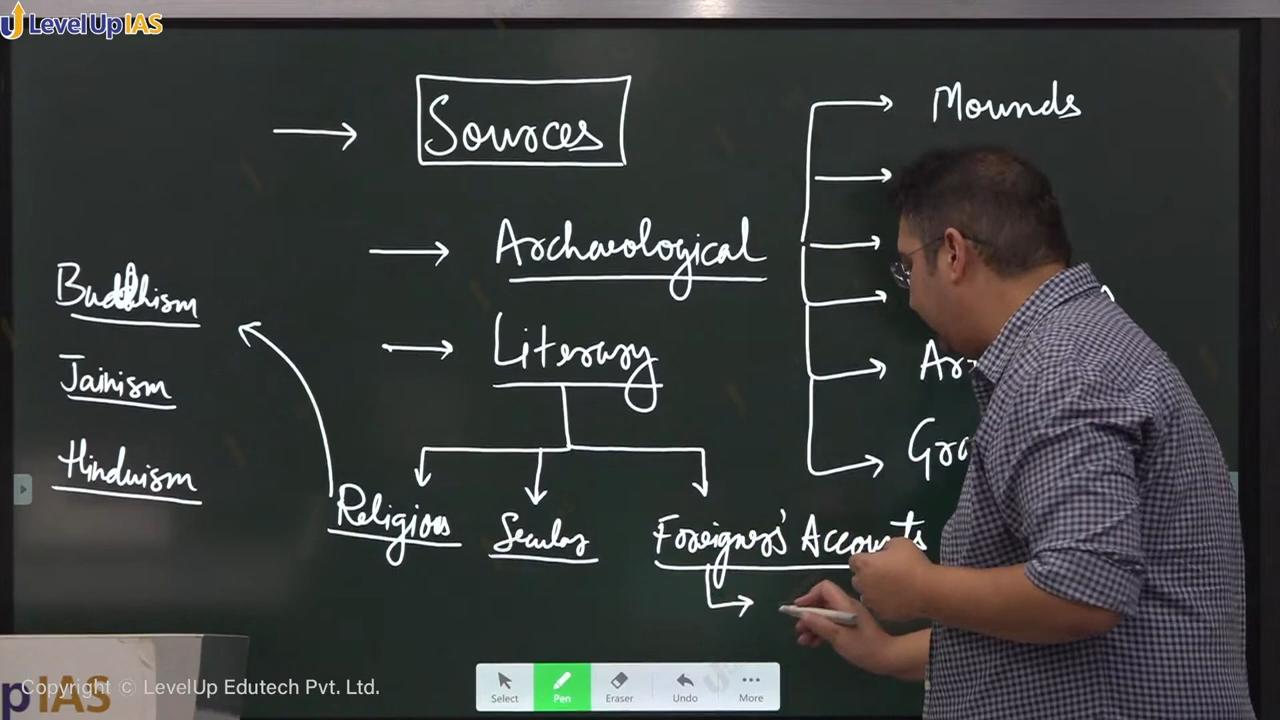 LevelUp IAS
Sources
Mounds
Archaeological
Buddhism
Literary
Jainism
Hinduism
Religious
Secular
Foreigners' Accounts
pIAS
Copyright © LevelUp Edutech Pvt. Ltd.
Select
Pen
Eraser
Undo
More